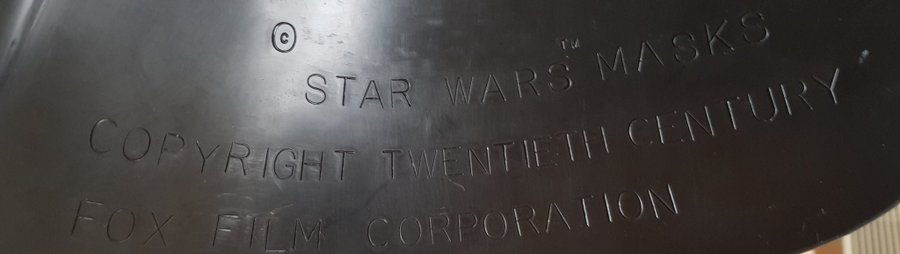 ©
STAR WARS™ MASKS
COPYRIGHT TWENTIETH CENTURY
FOX FILM CORPORATION